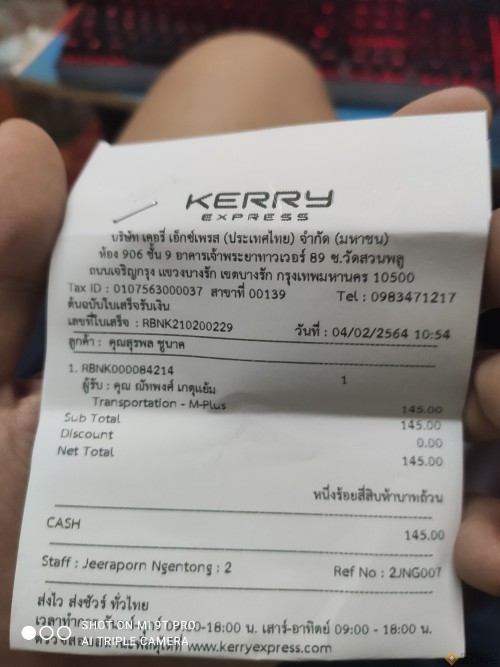 KERRY
EXPRESS
บริษัท เคอรี่ เอ็กซ์เพรส (ประเทศไทย) จำกัด (มหาชน)
ห้อง 906 ชั้น 9 อาคารเจ้าพระยาทาวเวอร์ 89 ซ.วัดสวนพลู
ถนนเจริญกรุง แขวงบางรัก เขตบางรัก กรุงเทพมหานคร 10500
Tax ID : 0107563000037 สาขาที่ 00139 Tel : 0983471217
ต้นฉบับใบเสร็จรับเงิน
เลขที่ใบเสร็จ : RBNK210200229 วันที่ : 04/02/2564 10:54
ลูกค้า : คุณสุรพล ชูบาค
1. RBNK000084214 1
ผู้รับ : คุณ ณัทพงศ์ เกตุแย้ม
Transportation - M-Plus 145.00
Sub Total 145.00
Discount 0.00
Net Total 145.00
หนึ่งร้อยสี่สิบห้าบาทถ้วน
CASH 145.00
Staff : Jeeraporn Ngentong : 2 Ref No : 2JNG007
ส่งไว ส่งชัวร์ ทั่วไทย
-18:00 น. เสาร์-อาทิตย์ 09:00 - 18:00 น.
www.kerryexpress.com
SHOT ON MI 9T PRO
AI TRIPLE CAMERA